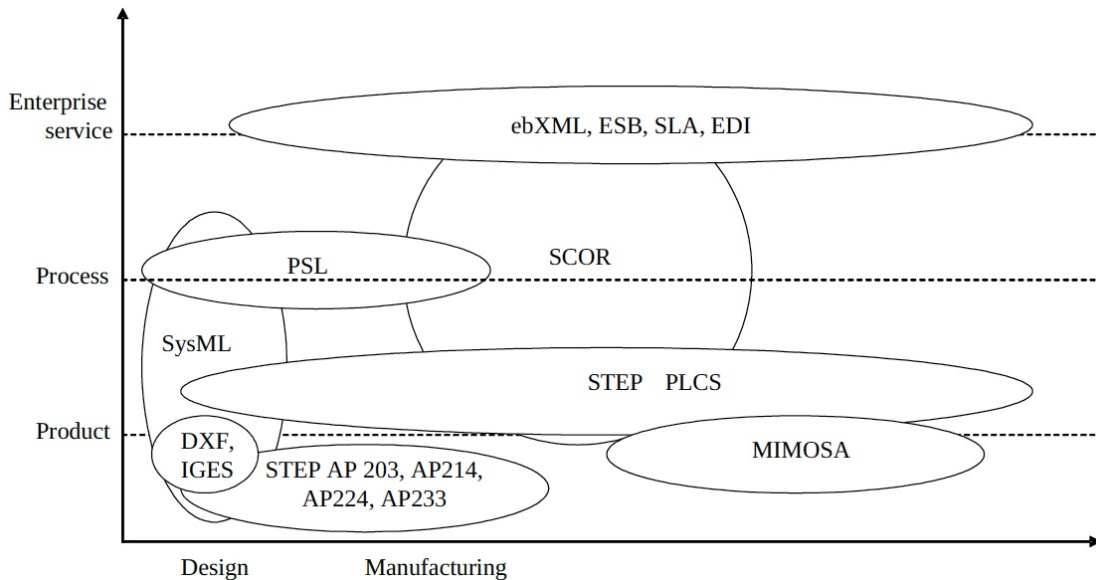 Enterprise
service
ebXML, ESB, SLA, EDI
PSL
SCOR
Process
SysML
STEP PLCS
Product
DXF,
IGES
MIMOSA
STEP AP 203, AP214,
AP224, AP233
Design
Manufacturing